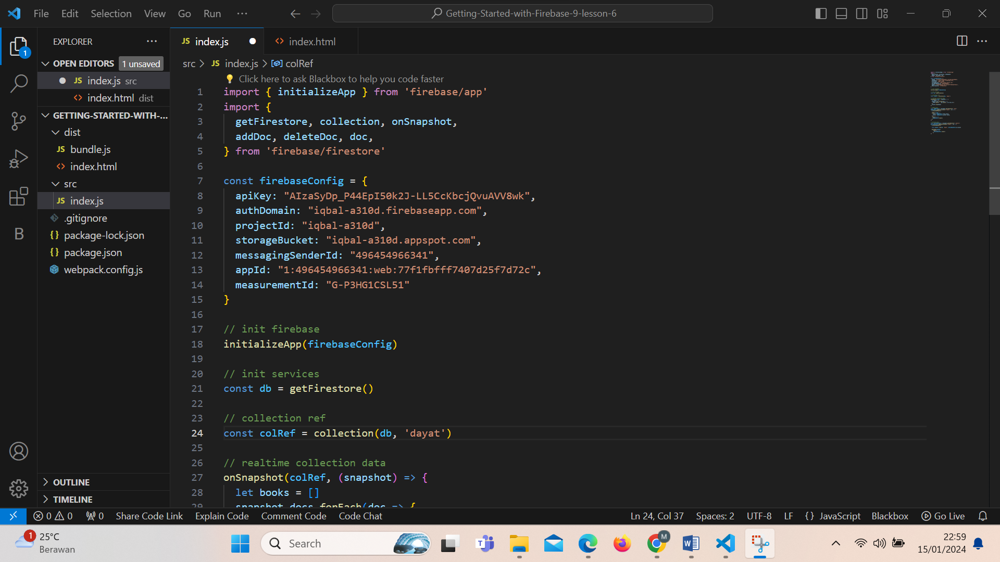 File Edit Selection View Go Run ···
Getting-Started-with-Firebase-9-lesson-6
EXPLORER
OPEN EDITORS 1 unsaved
JS index.js src
<> index.html dist
GETTING-STARTED-WITH-...
dist
JS bundle.js
<> index.html
src
JS index.js
.gitignore
{} package-lock.json
{} package.json
webpack.config.js
OUTLINE
TIMELINE
1
B
JS index.js
<> index.html
src > JS index.js > colRef
Click here to ask Blackbox to help you code faster
1 import { initializeApp } from 'firebase/app'
2 import {
3 getFirestore, collection, onSnapshot,
4 addDoc, deleteDoc, doc,
5 } from 'firebase/firestore'
6
7 const firebaseConfig = {
8 apiKey: "AIzaSyDp_P44EpI50k2J-LL5CcKbcjQvuAVV8wk",
9 authDomain: "iqbal-a310d.firebaseapp.com",
10 projectId: "iqbal-a310d",
11 storageBucket: "iqbal-a310d.appspot.com",
12 messagingSenderId: "496454966341",
13 appId: "1:496454966341:web:77f1fbfff7407d25f7d72c",
14 measurementId: "G-P3HG1CSL51"
15 }
16
17 // init firebase
18 initializeApp(firebaseConfig)
19
20 // init services
21 const db = getFirestore()
22
23 // collection ref
24 const colRef = collection(db, 'dayat')
25
26 // realtime collection data
27 onSnapshot(colRef, (snapshot) => {
28 let books = []
29 snapshot.docs.forEach(doc => {
0 0 0 Share Code Link Explain Code Comment Code Code Chat
Ln 24, Col 37 Spaces: 2 UTF-8 LF {} JavaScript Blackbox Go Live
1 25°C
Berawan
Search
M
22:59
15/01/2024